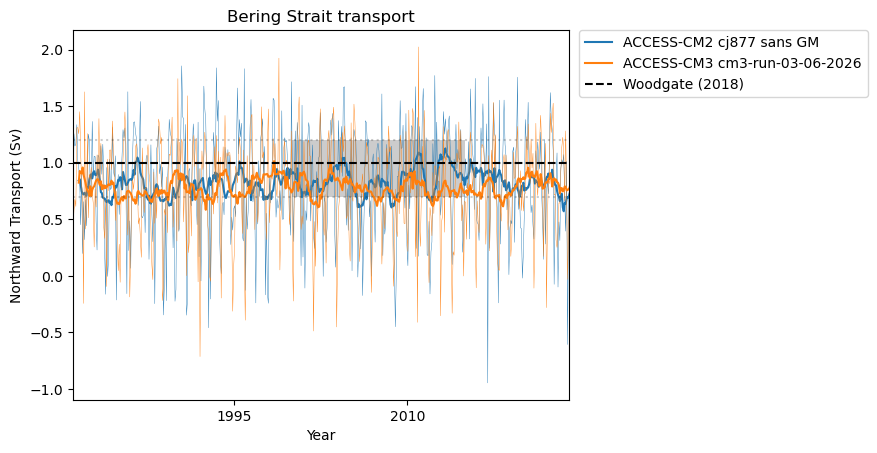 Bering Strait transport
ACCESS-CM2 cj877 sans GM
ACCESS-CM3 cm3-run-03-06-2026
Woodgate (2018)
Northward Transport (Sv)
2.0
1.5
1.0
0.5
0.0
−0.5
−1.0
1995
2010
Year